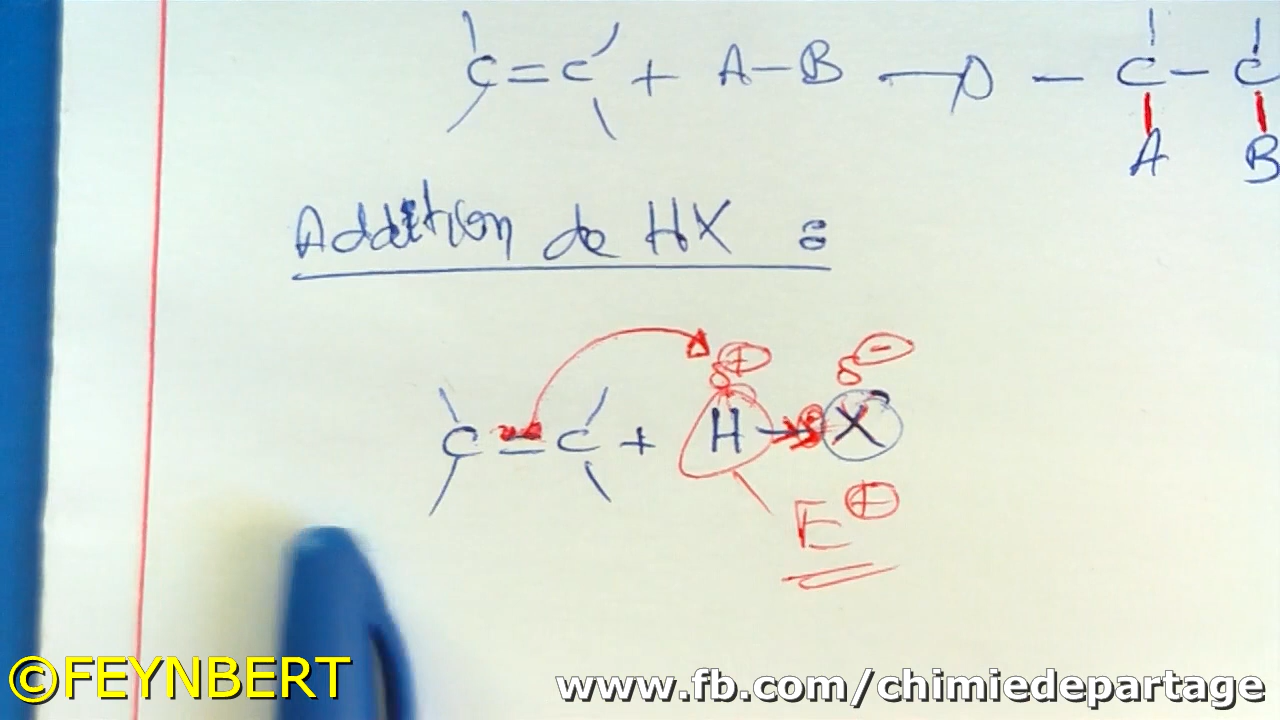 C=C + A-B → -C-C
A B
Addition de HX :
δ⊕ δ⊖
C=C + H-X
E⊕
©FEYNBERT
www.fb.com/chimiedepartage